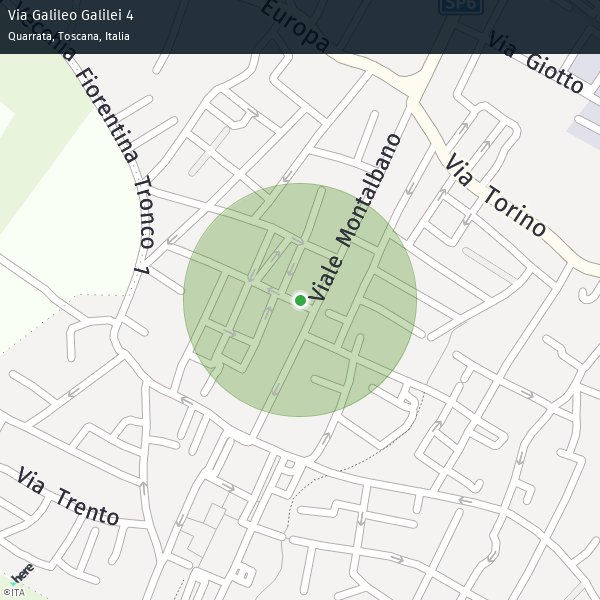 Via Galileo Galilei 4
Quarrata, Toscana, Italia
SP6
Europa
Via Giotto
Vecchia Fiorentina Tronco 1
Viale Montalbano
Via Torino
Via Trento
here
©ITA